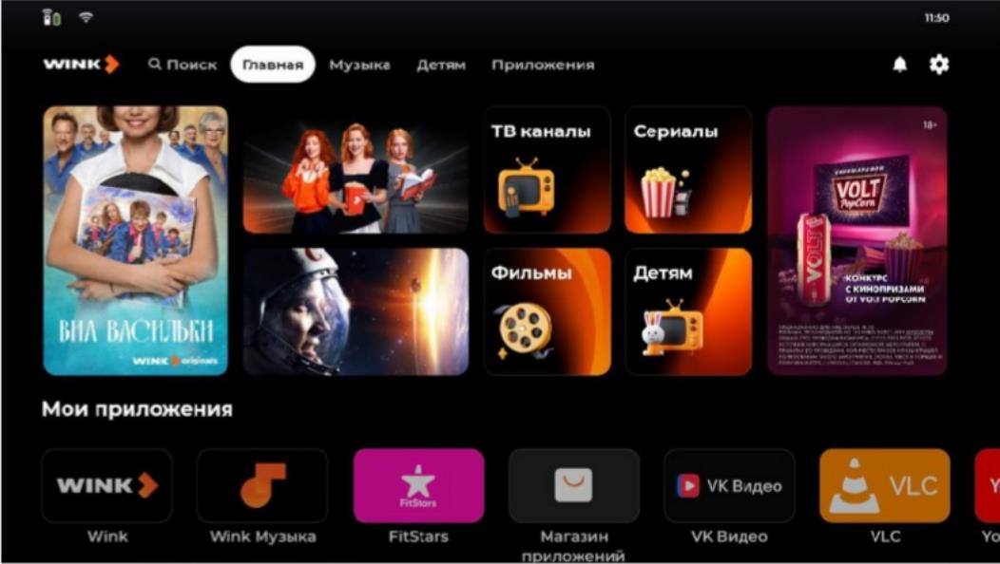 11:50
WINK
Поиск
Главная
Музыка
Детям
Приложения
ВИА ВАСИЛЬКИ
WINK originals
ТВ каналы
Сериалы
Фильмы
Детям
18+
VOLT
PopCorn
VOLT
КОНКУРС
С КИНОПРИЗАМИ
ОТ VOLT POPCORN
Мои приложения
WINK
FitStars
VK Видео
VLC
Wink
Wink Музыка
FitStars
Магазин
приложений
VK Видео
VLC